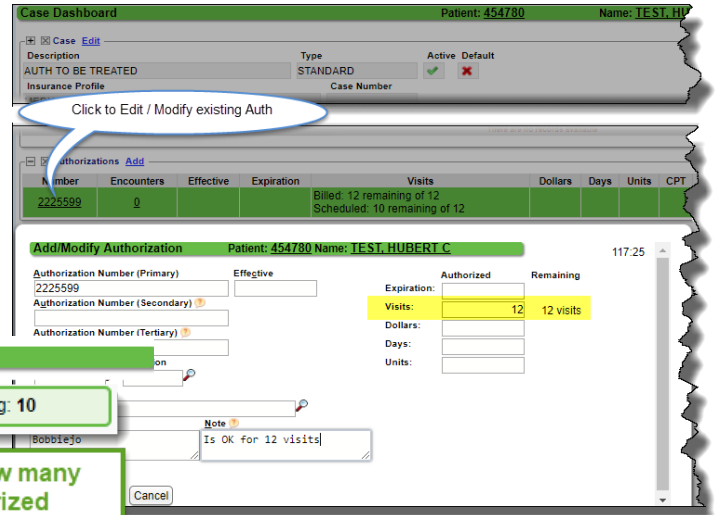 Case Dashboard Patient: 454780 Name: TEST, HU
Case Edit
Description Type Active Default
AUTH TO BE TREATED STANDARD
Insurance Profile Case Number
Click to Edit / Modify existing Auth
Authorizations Add
Number Encounters Effective Expiration Visits Dollars Days Units CPT
2225599 0 Billed: 12 remaining of 12
Scheduled: 10 remaining of 12
Add/Modify Authorization Patient: 454780 Name: TEST, HUBERT C 117:25
Authorization Number (Primary) Effective Authorized Remaining
2225599 Expiration:
Authorization Number (Secondary) Visits: 12 12 visits
Dollars:
Authorization Number (Tertiary) Days:
on Units:
g: 10
Note
Bobbiejo Is OK for 12 visits
w many
rized
Cancel